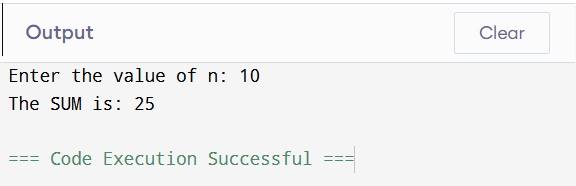 Output
Clear
Enter the value of n: 10
The SUM is: 25
=== Code Execution Successful ===